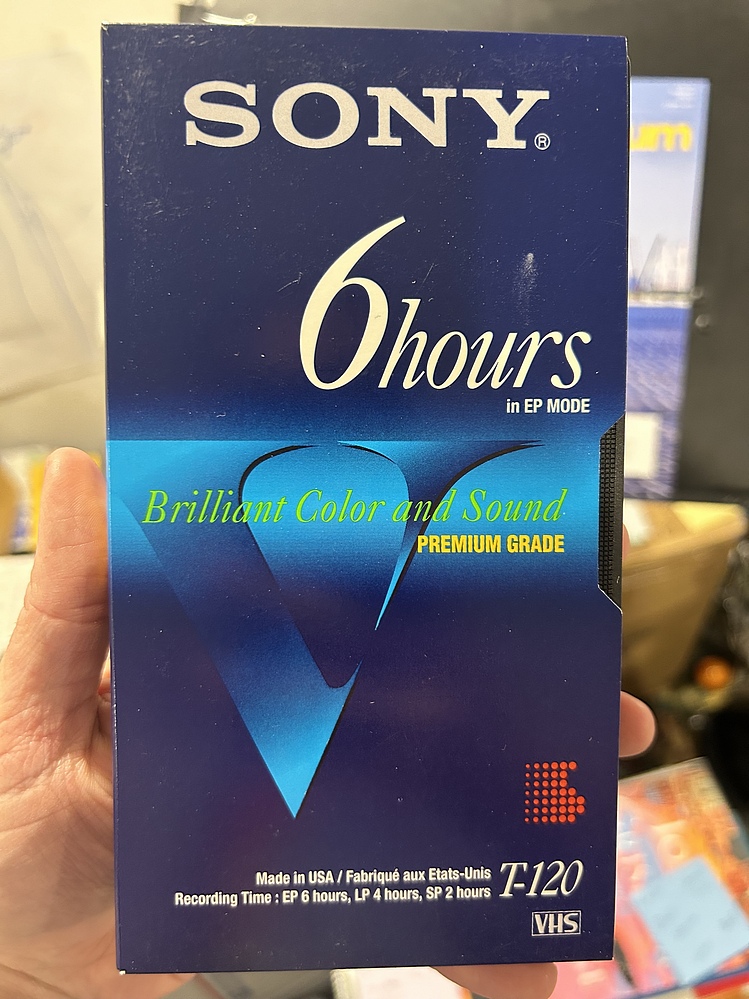 SONY®
6 hours
in EP MODE
Brilliant Color and Sound
PREMIUM GRADE
Made in USA / Fabriqué aux Etats-Unis
Recording Time : EP 6 hours, LP 4 hours, SP 2 hours
T-120
VHS